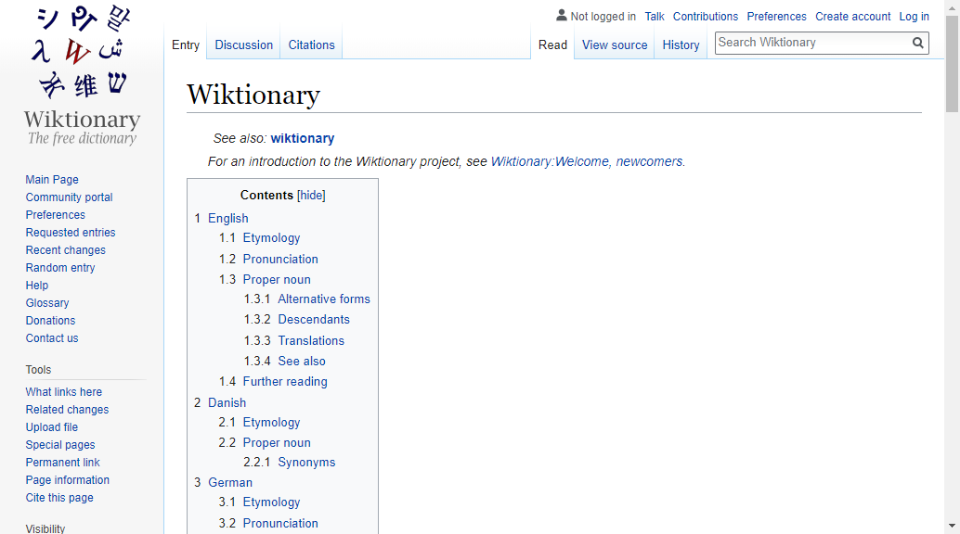 シ 말
λ W ش
维 ש
Wiktionary
The free dictionary
Main Page
Community portal
Preferences
Requested entries
Recent changes
Random entry
Help
Glossary
Donations
Contact us
Tools
What links here
Related changes
Upload file
Special pages
Permanent link
Page information
Cite this page
Visibility
Not logged in Talk Contributions Preferences Create account Log in
Entry Discussion Citations Read View source History Search Wiktionary
Wiktionary
See also: wiktionary
For an introduction to the Wiktionary project, see Wiktionary:Welcome, newcomers.
Contents [hide]
1 English
1.1 Etymology
1.2 Pronunciation
1.3 Proper noun
1.3.1 Alternative forms
1.3.2 Descendants
1.3.3 Translations
1.3.4 See also
1.4 Further reading
2 Danish
2.1 Etymology
2.2 Proper noun
2.2.1 Synonyms
3 German
3.1 Etymology
3.2 Pronunciation